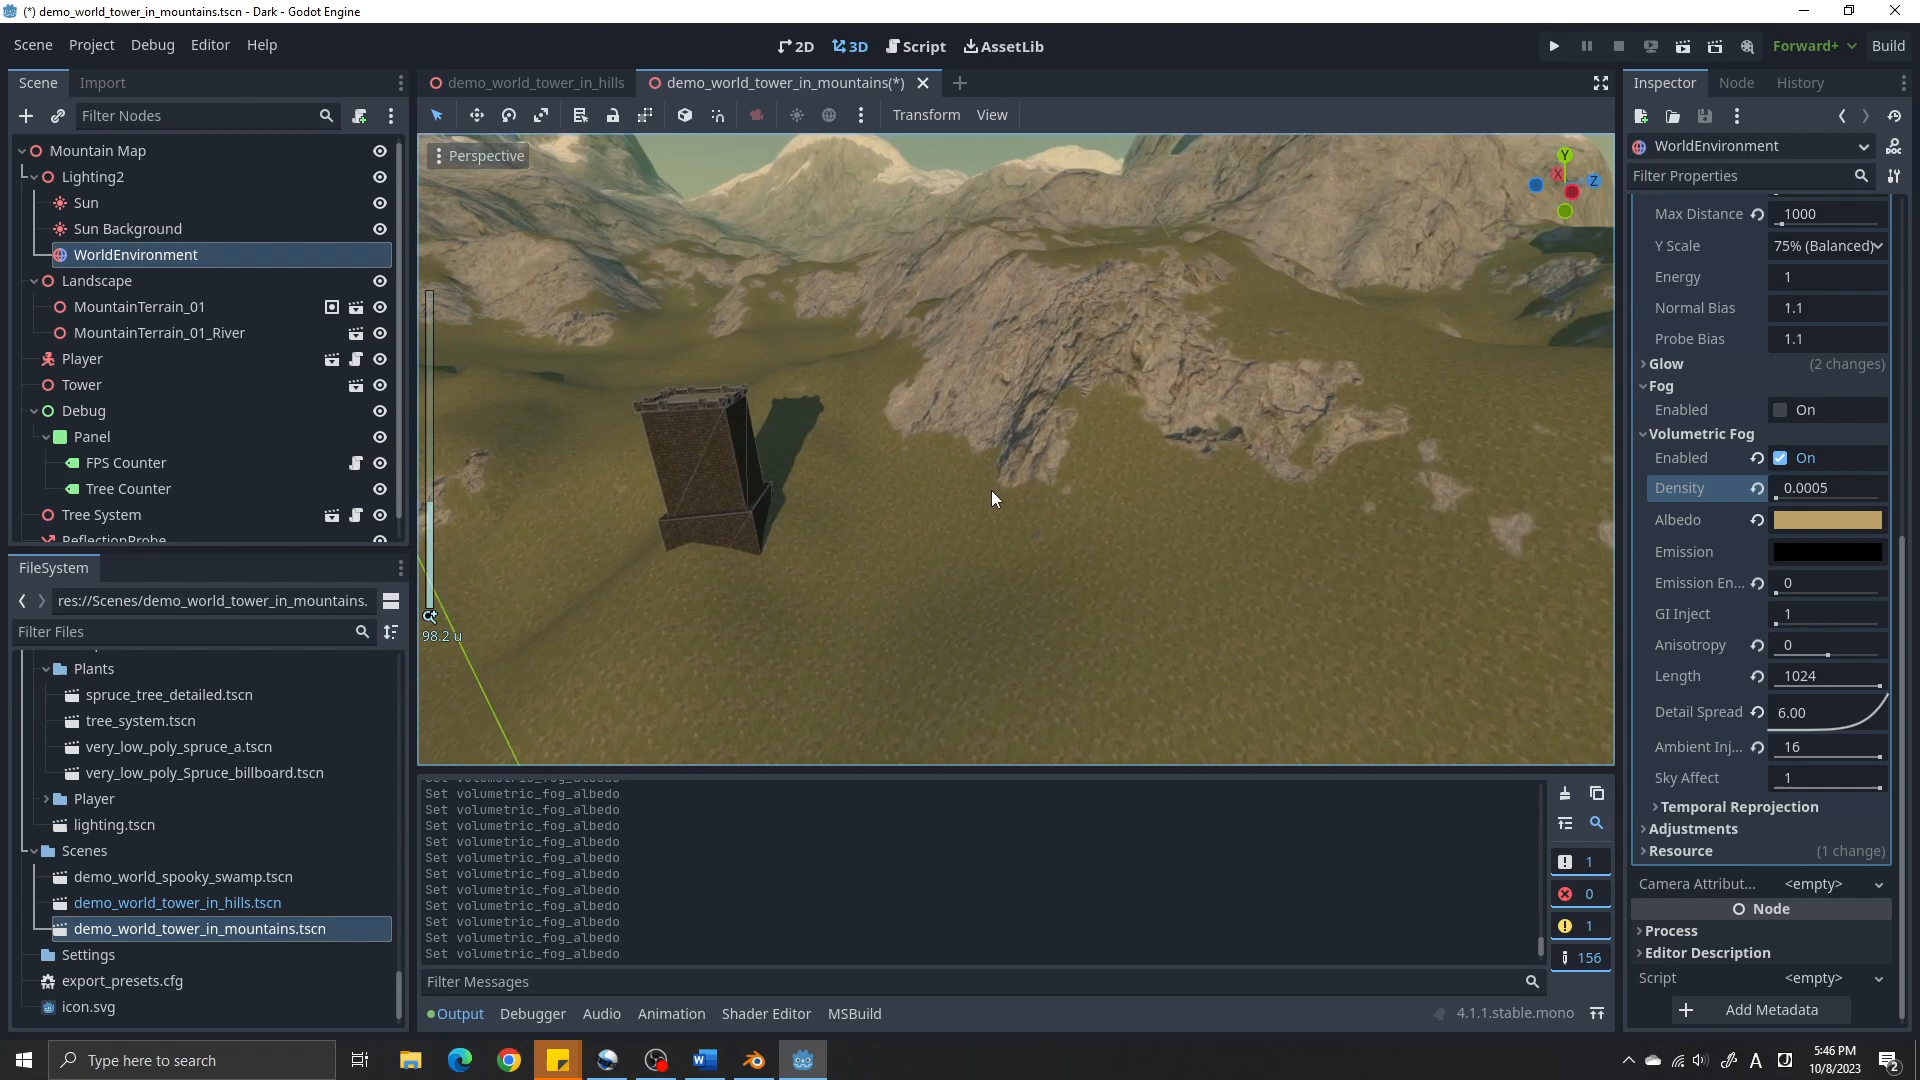 (*) demo_world_tower_in_mountains.tscn - Dark - Godot Engine
Scene Project Debug Editor Help
2D 3D Script AssetLib
Forward+ Build
Scene Import
Filter Nodes
Mountain Map
Lighting2
Sun
Sun Background
WorldEnvironment
Landscape
MountainTerrain_01
MountainTerrain_01_River
Player
Tower
Debug
Panel
FPS Counter
Tree Counter
Tree System
ReflectionProbe
FileSystem
res://Scenes/demo_world_tower_in_mountains.
Filter Files
Plants
spruce_tree_detailed.tscn
tree_system.tscn
very_low_poly_spruce_a.tscn
very_low_poly_Spruce_billboard.tscn
Player
lighting.tscn
Scenes
demo_world_spooky_swamp.tscn
demo_world_tower_in_hills.tscn
demo_world_tower_in_mountains.tscn
Settings
export_presets.cfg
icon.svg
demo_world_tower_in_hills demo_world_tower_in_mountains(*)
Transform View
Perspective
Y
X
Z
98.2 u
Set volumetric_fog_albedo
Set volumetric_fog_albedo
Set volumetric_fog_albedo
Set volumetric_fog_albedo
Set volumetric_fog_albedo
Set volumetric_fog_albedo
Set volumetric_fog_albedo
Set volumetric_fog_albedo
Set volumetric_fog_albedo
Set volumetric_fog_albedo
Set volumetric_fog_albedo
Set volumetric_fog_albedo
1
0
1
156
Filter Messages
Output Debugger Audio Animation Shader Editor MSBuild
4.1.1.stable.mono
Inspector Node History
WorldEnvironment
Filter Properties
Max Distance 1000
Y Scale 75% (Balanced)
Energy 1
Normal Bias 1.1
Probe Bias 1.1
Glow (2 changes)
Fog
Enabled On
Volumetric Fog
Enabled On
Density 0.0005
Albedo
Emission
Emission En... 0
GI Inject 1
Anisotropy 0
Length 1024
Detail Spread 6.00
Ambient Inj... 16
Sky Affect 1
Temporal Reprojection
Adjustments
Resource (1 change)
Camera Attribut... <empty>
Node
Process
Editor Description
Script <empty>
Add Metadata
Type here to search
A
5:46 PM
10/8/2023
2